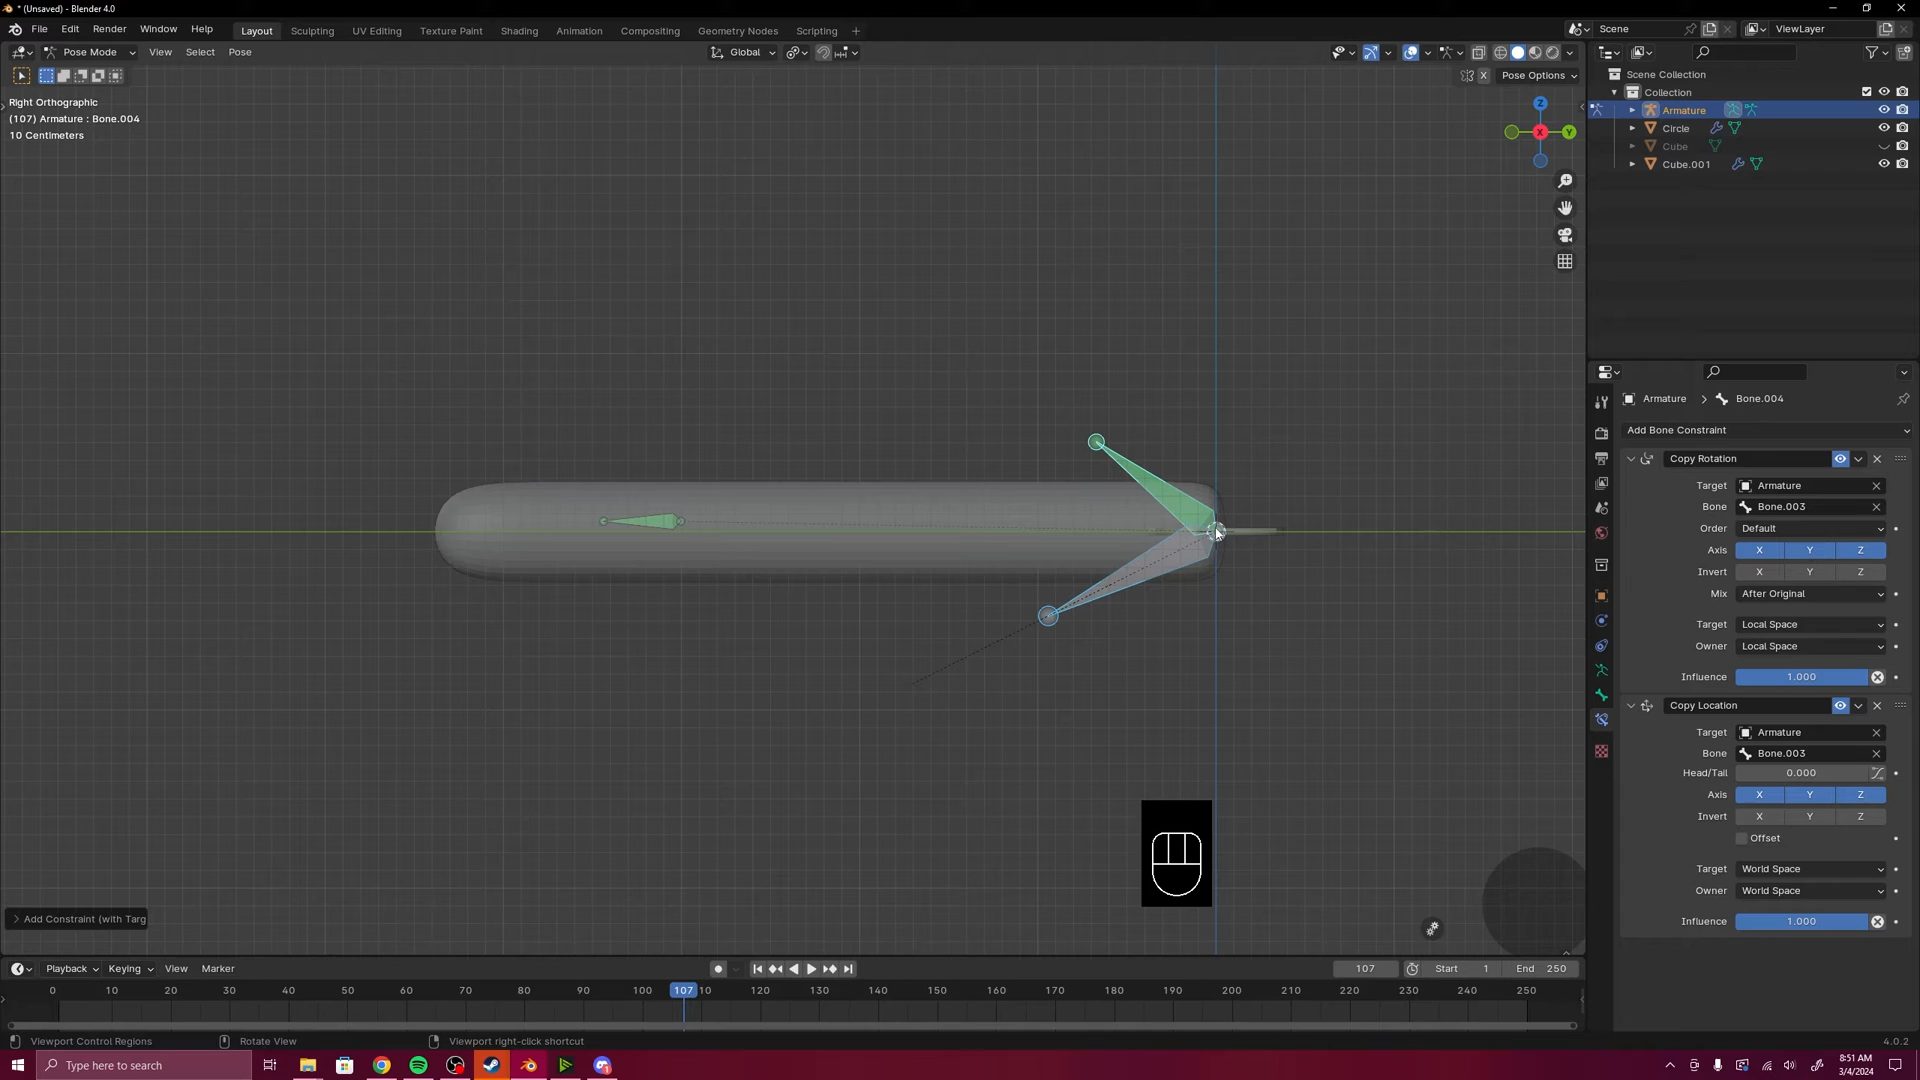 * (Unsaved) - Blender 4.0
File Edit Render Window Help
Layout Sculpting UV Editing Texture Paint Shading Animation Rendering Compositing Geometry Nodes Scripting +
Scene
ViewLayer
Pose Mode View Select Pose
Global
X Pose Options
Right Orthographic
(107) Armature : Bone.004
10 Centimeters
Z
X
Y
Scene Collection
Collection
Armature
Circle
Cube
Cube.001
Armature > Bone.004
Add Bone Constraint
Copy Rotation
Target Armature
Bone Bone.003
Order Default
Axis X Y Z
Invert X Y Z
Mix After Original
Target Local Space
Owner Local Space
Influence 1.000
Copy Location
Target Armature
Bone Bone.003
Head/Tail 0.000
Axis X Y Z
Invert X Y Z
Offset
Target World Space
Owner World Space
Influence 1.000
Add Constraint (with Targ
Playback Keying View Marker
107 Start 1 End 250
0 10 20 30 40 50 60 70 80 90 100 107 110 120 130 140 150 160 170 180 190 200 210 220 230 240 250
Viewport Control Regions Rotate View Viewport right-click shortcut
4.0.2
Type here to search
8:51 AM
3/4/2024